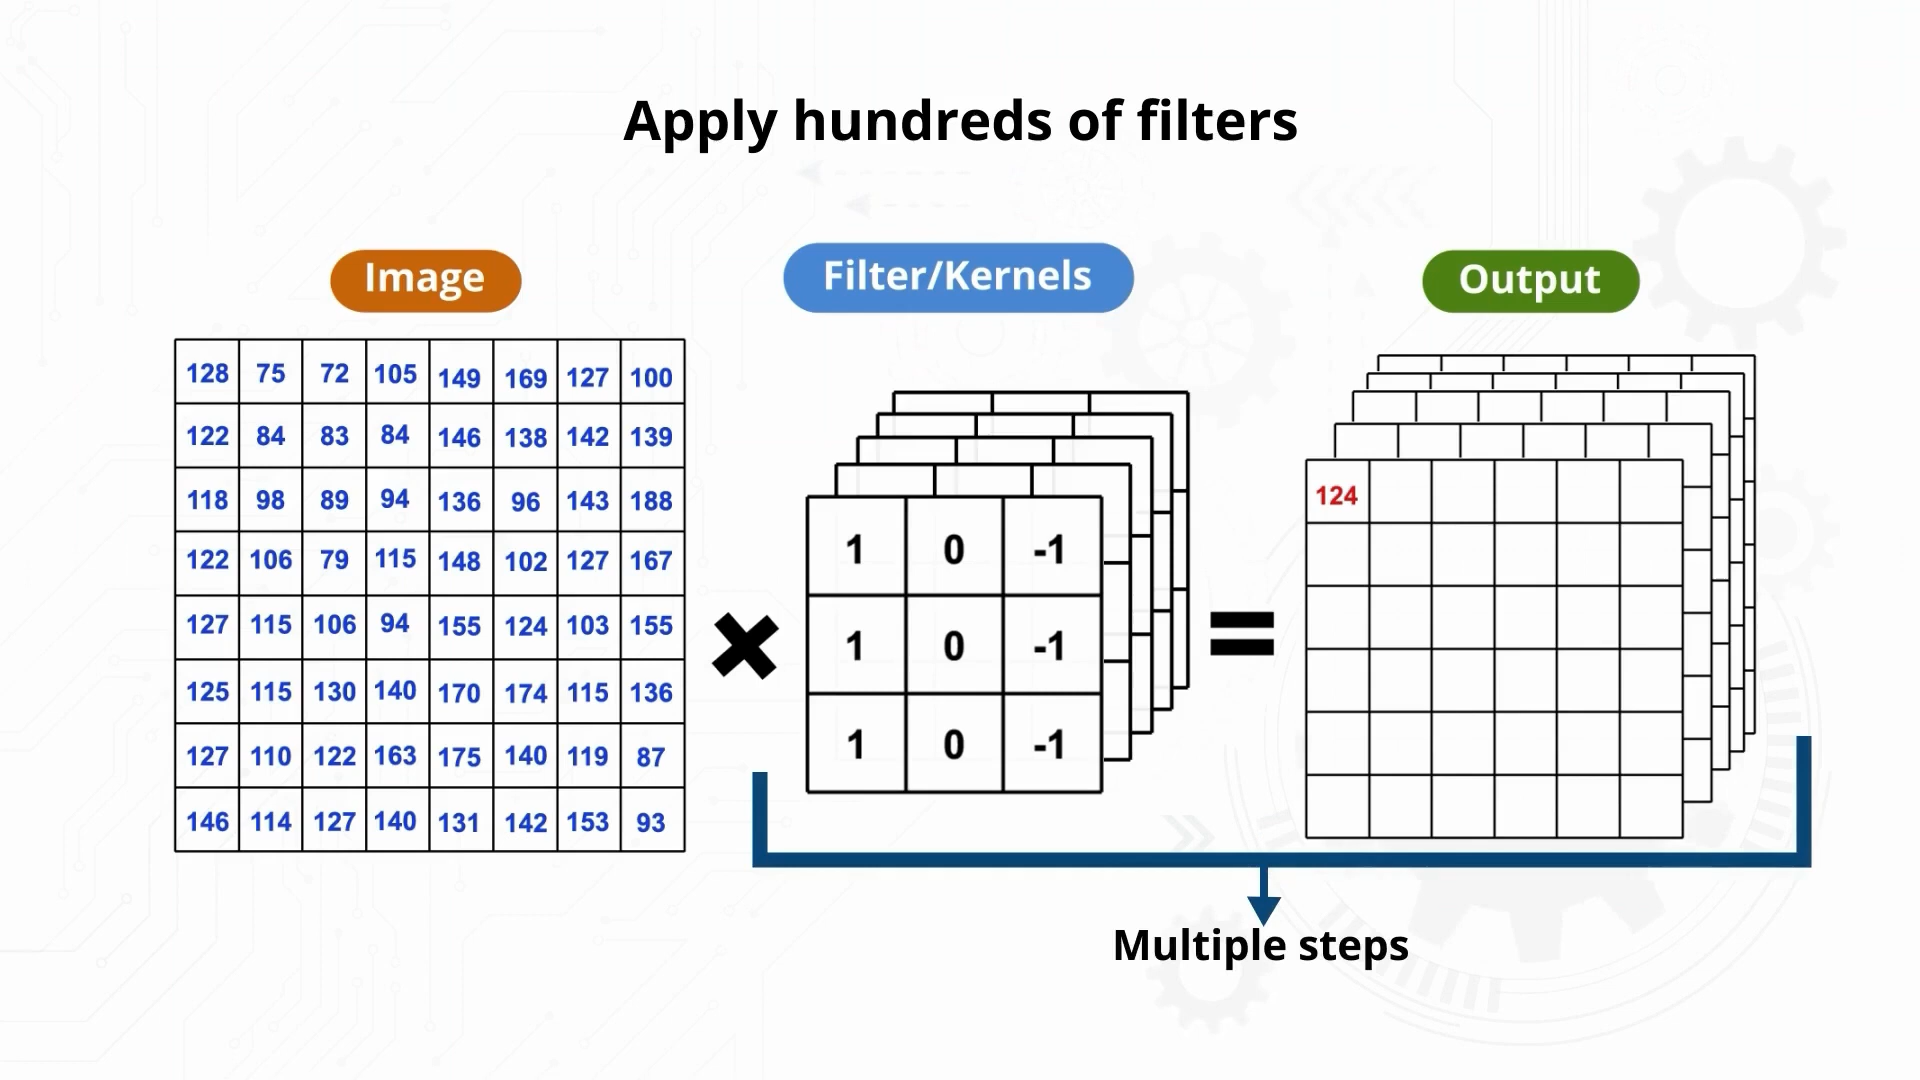 Apply hundreds of filters
Image
Filter/Kernels
Output
128 75 72 105 149 169 127 100
122 84 83 84 146 138 142 139
118 98 89 94 136 96 143 188
122 106 79 115 148 102 127 167
127 115 106 94 155 124 103 155
125 115 130 140 170 174 115 136
127 110 122 163 175 140 119 87
146 114 127 140 131 142 153 93
×
1 0 -1
1 0 -1
1 0 -1
=
124
Multiple steps